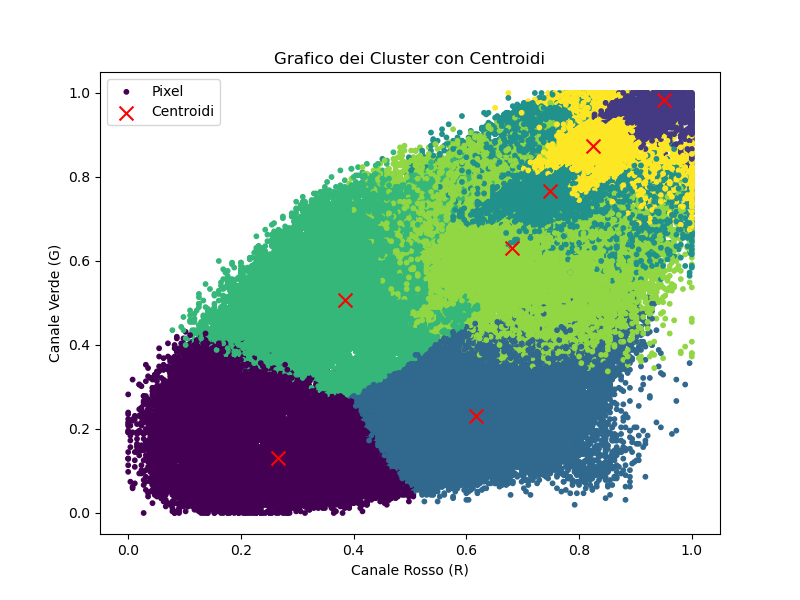 Grafico dei Cluster con Centroidi
Pixel
Centroidi
1.0
0.8
0.6
0.4
0.2
0.0
Canale Verde (G)
0.0 0.2 0.4 0.6 0.8 1.0
Canale Rosso (R)